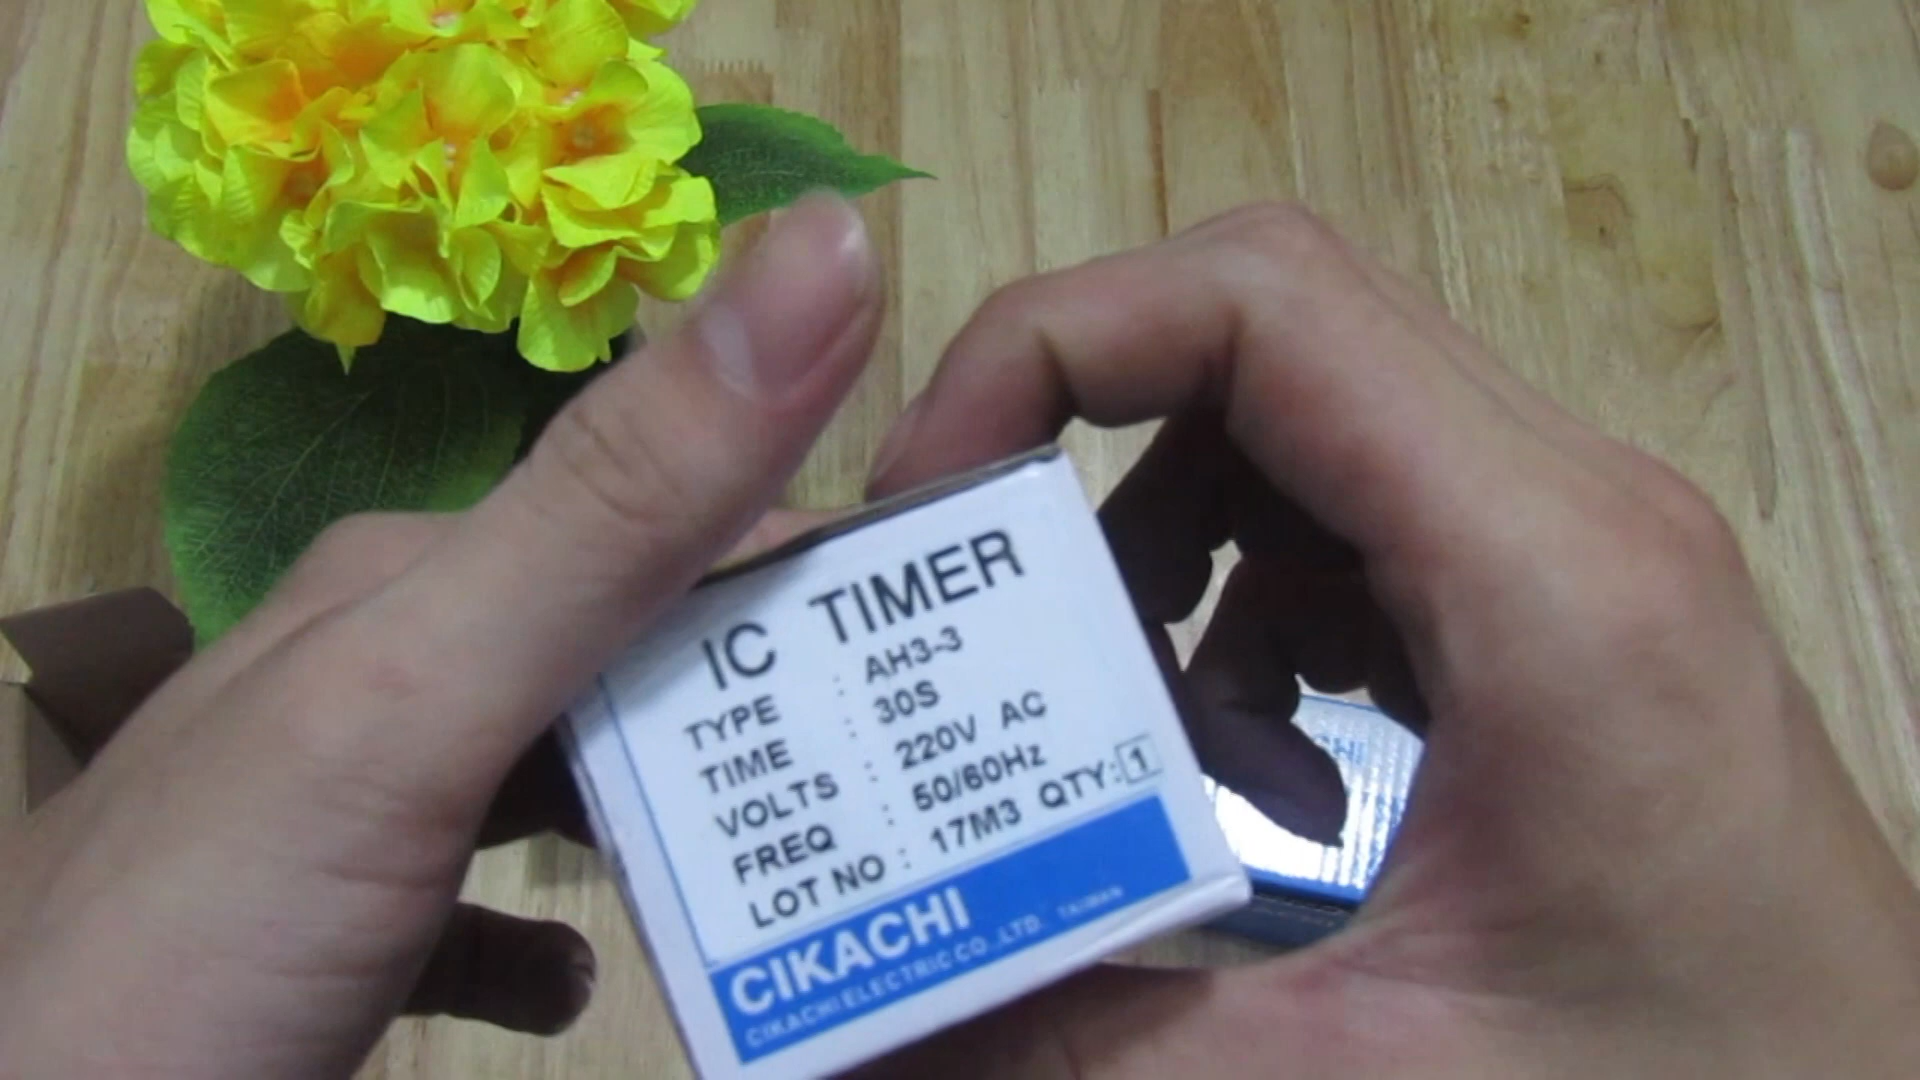 IC TIMER
TYPE : AH3-3
TIME : 30S
VOLTS : 220V AC
FREQ : 50/60Hz
LOT NO : 17M3 QTY: 1
CIKACHI
CIKACHI ELECTRIC CO.,LTD. TAIWAN
CHI